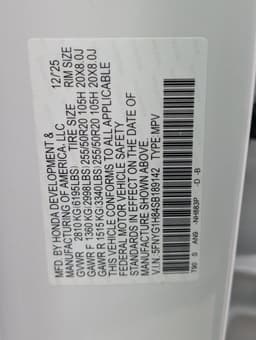 MFD. BY HONDA DEVELOPMENT & 12/25
MANUFACTURING OF AMERICA, LLC
TIRE SIZE RIM SIZE
GVWR 2810 KG(6195LBS)
GAWR F 1360 KG(2998LBS) 255/50R20 105H 20X8.0J
GAWR R 1515 KG(3340LBS) 255/50R20 105H 20X8.0J
THIS VEHICLE CONFORMS TO ALL APPLICABLE
FEDERAL MOTOR VEHICLE SAFETY
STANDARDS IN EFFECT ON THE DATE OF
MANUFACTURE SHOWN ABOVE.
V.I.N.: 5FNYG1H84SB189142 TYPE:MPV
T90 S ANG NH883P -D -B